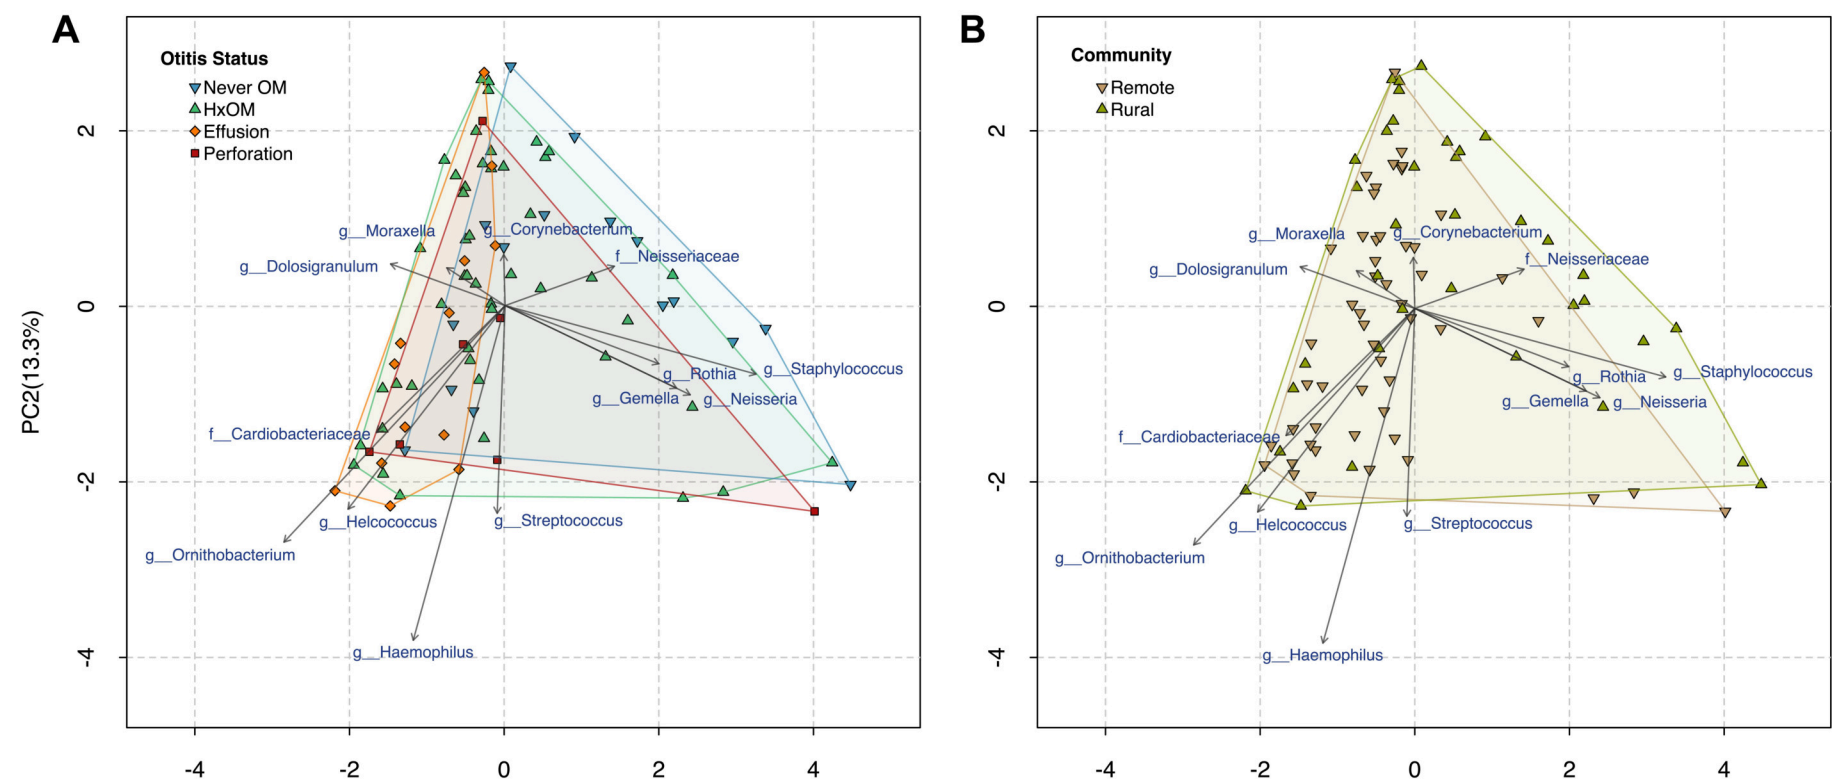 A
Otitis Status
Never OM
HxOM
Effusion
Perforation
PC2(13.3%)
2
0
-2
-4
-4
-2
0
2
4
g__Moraxella
g__Corynebacterium
g__Dolosigranulum
f__Neisseriaceae
g__Staphylococcus
g__Rothia
g__Gemella
g__Neisseria
f__Cardiobacteriaceae
g__Helcococcus
g__Streptococcus
g__Ornithobacterium
g__Haemophilus
B
Community
Remote
Rural
2
0
-2
-4
-4
-2
0
2
4
g__Moraxella
g__Corynebacterium
g__Dolosigranulum
f__Neisseriaceae
g__Staphylococcus
g__Rothia
g__Gemella
g__Neisseria
f__Cardiobacteriaceae
g__Helcococcus
g__Streptococcus
g__Ornithobacterium
g__Haemophilus